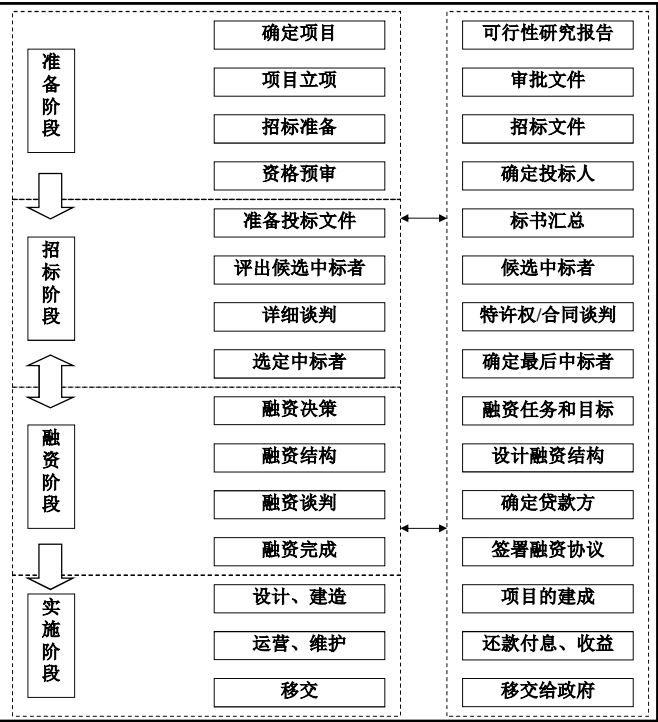 准备阶段
确定项目
可行性研究报告
项目立项
审批文件
招标准备
招标文件
资格预审
确定投标人
招标阶段
准备投标文件
标书汇总
评出候选中标者
候选中标者
详细谈判
特许权/合同谈判
选定中标者
确定最后中标者
融资阶段
融资决策
融资任务和目标
融资结构
设计融资结构
融资谈判
确定贷款方
融资完成
签署融资协议
实施阶段
设计、建造
项目的建成
运营、维护
还款付息、收益
移交
移交给政府